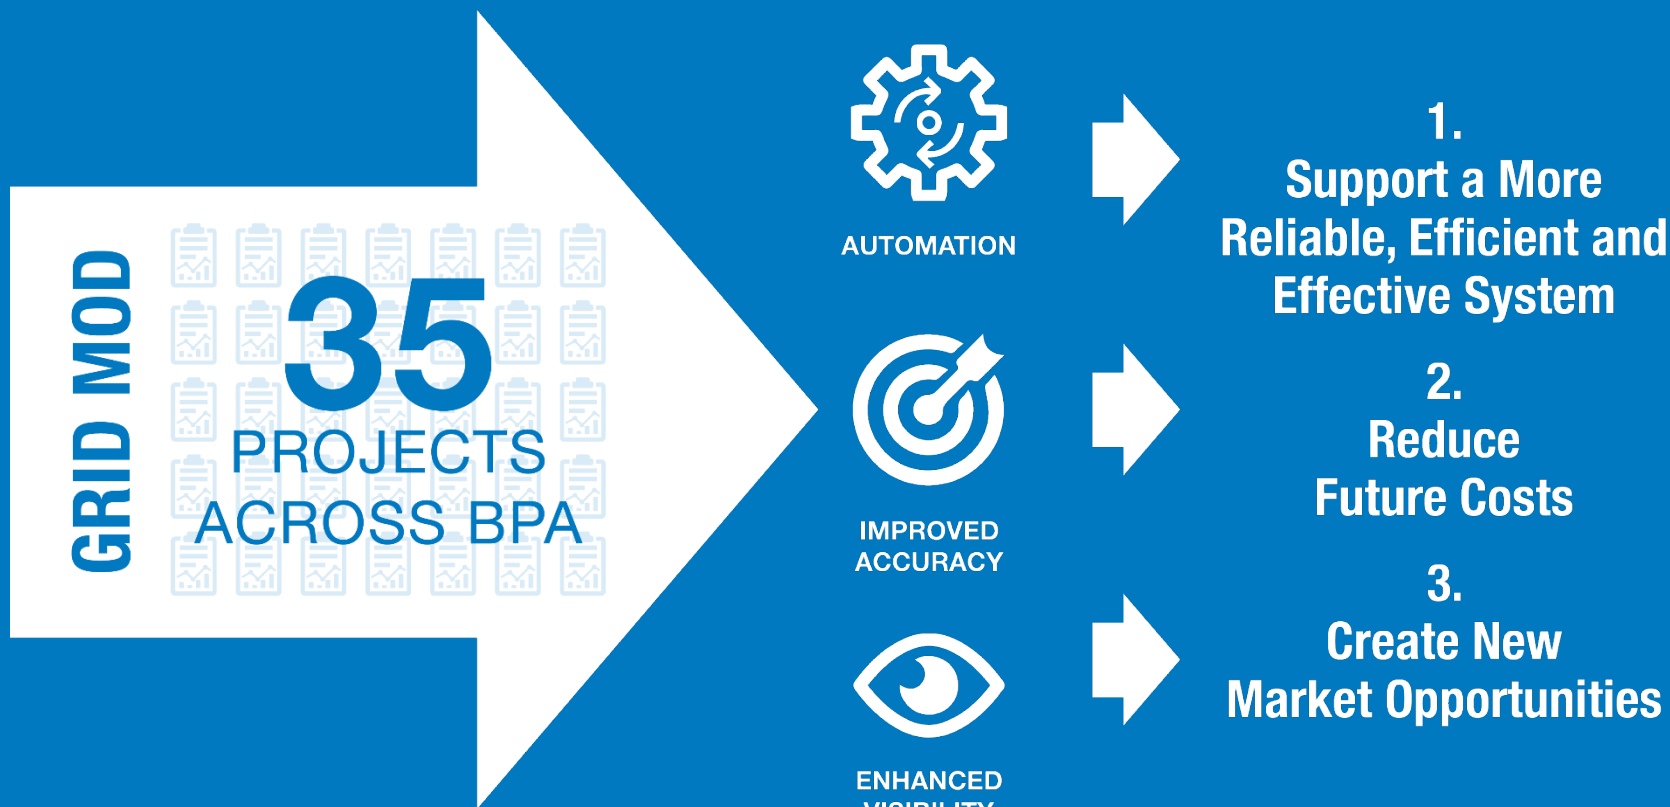 GRID MOD
35
PROJECTS
ACROSS BPA
AUTOMATION
IMPROVED
ACCURACY
ENHANCED
VISIBILITY
1.
Support a More
Reliable, Efficient and
Effective System
2.
Reduce
Future Costs
3.
Create New
Market Opportunities